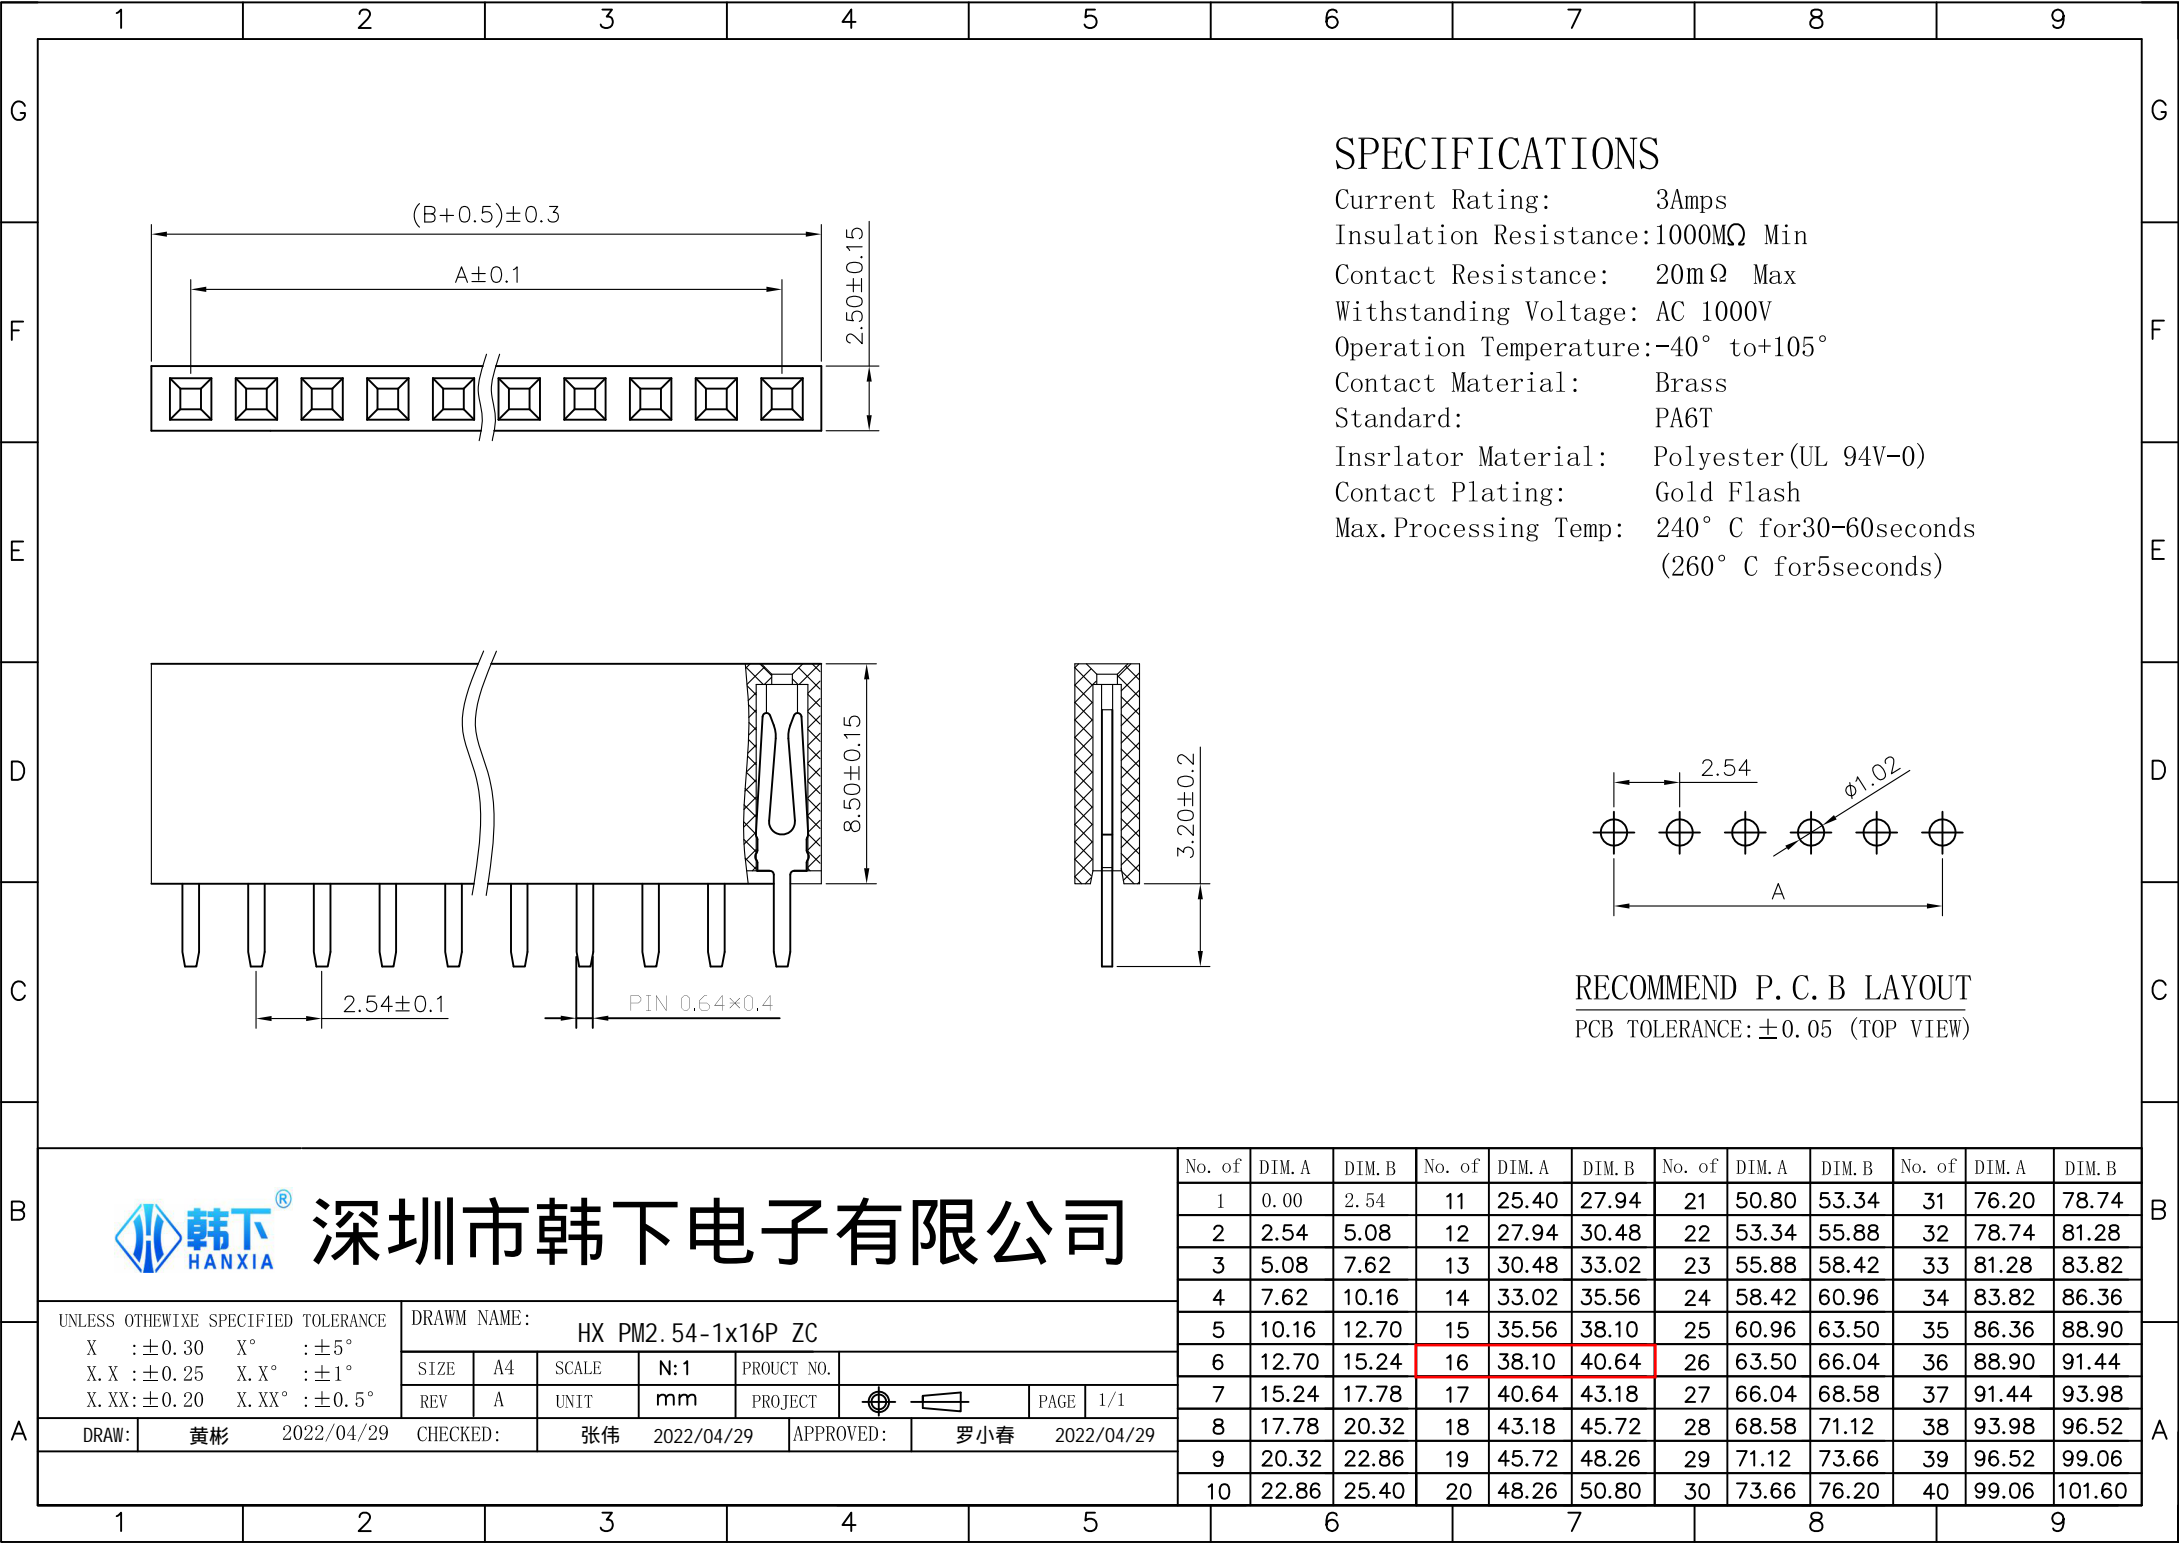 1 2 3 4 5 6 7 8 9
G G
F F
E E
D D
C C
B B
A A
(B+0.5)±0.3
A±0.1
2.50±0.15
SPECIFICATIONS
Current Rating: 3Amps
Insulation Resistance:1000MΩ Min
Contact Resistance: 20mΩ Max
Withstanding Voltage: AC 1000V
Operation Temperature:-40° to+105°
Contact Material: Brass
Standard: PA6T
Insrlator Material: Polyester(UL 94V-0)
Contact Plating: Gold Flash
Max.Processing Temp: 240° C for30-60seconds
(260° C for5seconds)
8.50±0.15
3.20±0.2
2.54±0.1
PIN 0.64×0.4
2.54
ø1.02
A
RECOMMEND P.C.B LAYOUT
PCB TOLERANCE:±0.05 (TOP VIEW)
韩下®
HANXIA
深圳市韩下电子有限公司
UNLESS OTHEWIXE SPECIFIED TOLERANCE
X :±0.30 X° :±5°
X.X :±0.25 X.X° :±1°
X.XX:±0.20 X.XX° :±0.5°
DRAWM NAME:
HX PM2.54-1x16P ZC
SIZE A4 SCALE N:1 PROUCT NO.
REV A UNIT mm PROJECT PAGE 1/1
DRAW: 黄彬 2022/04/29 CHECKED: 张伟 2022/04/29 APPROVED: 罗小春 2022/04/29
No. of DIM.A DIM.B No. of DIM.A DIM.B No. of DIM.A DIM.B No. of DIM.A DIM.B
1 0.00 2.54 11 25.40 27.94 21 50.80 53.34 31 76.20 78.74
2 2.54 5.08 12 27.94 30.48 22 53.34 55.88 32 78.74 81.28
3 5.08 7.62 13 30.48 33.02 23 55.88 58.42 33 81.28 83.82
4 7.62 10.16 14 33.02 35.56 24 58.42 60.96 34 83.82 86.36
5 10.16 12.70 15 35.56 38.10 25 60.96 63.50 35 86.36 88.90
6 12.70 15.24 16 38.10 40.64 26 63.50 66.04 36 88.90 91.44
7 15.24 17.78 17 40.64 43.18 27 66.04 68.58 37 91.44 93.98
8 17.78 20.32 18 43.18 45.72 28 68.58 71.12 38 93.98 96.52
9 20.32 22.86 19 45.72 48.26 29 71.12 73.66 39 96.52 99.06
10 22.86 25.40 20 48.26 50.80 30 73.66 76.20 40 99.06 101.60
1 2 3 4 5 6 7 8 9